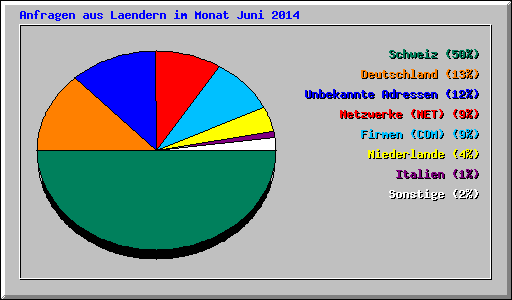 Anfragen aus Laendern im Monat Juni 2014
Schweiz (50%)
Deutschland (13%)
Unbekannte Adressen (12%)
Netzwerke (NET) (9%)
Firmen (COM) (9%)
Niederlande (4%)
Italien (1%)
Sonstige (2%)